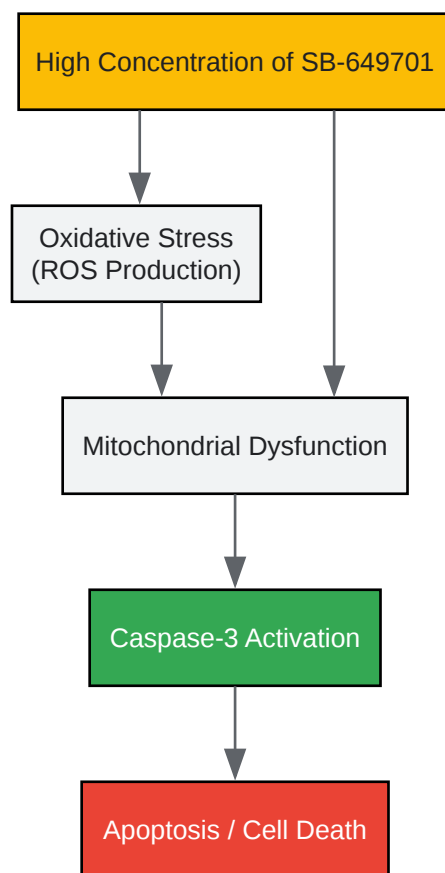 High Concentration of SB-649701
Oxidative Stress
(ROS Production)
Mitochondrial Dysfunction
Caspase-3 Activation
Apoptosis / Cell Death